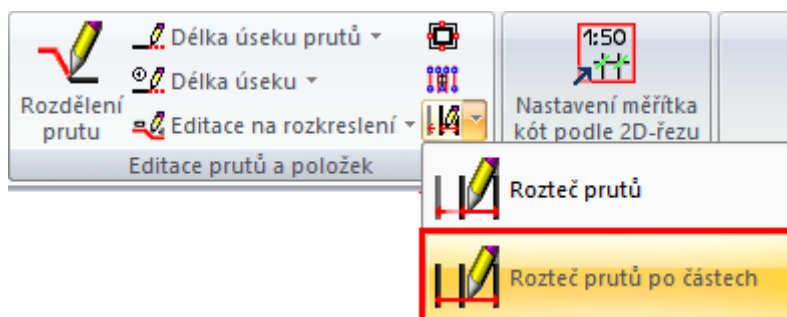 Délka úseku prutů
Délka úseku
Editace na rozkreslení
Rozdělení
prutu
Editace prutů a položek
1:50
Nastavení měřítka
kót podle 2D-řezu
Rozteč prutů
Rozteč prutů po částech